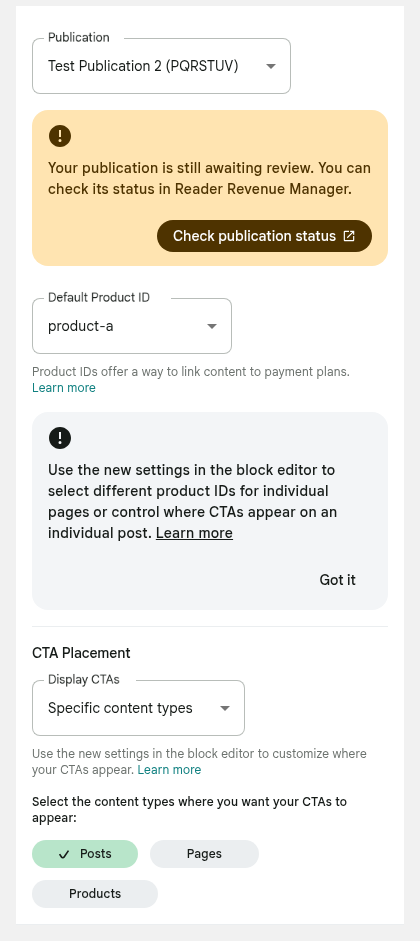 Publication
Test Publication 2 (PQRSTUV)
Your publication is still awaiting review. You can
check its status in Reader Revenue Manager.
Check publication status
Default Product ID
product-a
Product IDs offer a way to link content to payment plans.
Learn more
Use the new settings in the block editor to
select different product IDs for individual
pages or control where CTAs appear on an
individual post. Learn more
Got it
CTA Placement
Display CTAs
Specific content types
Use the new settings in the block editor to customize where
your CTAs appear. Learn more
Select the content types where you want your CTAs to
appear:
Posts
Pages
Products